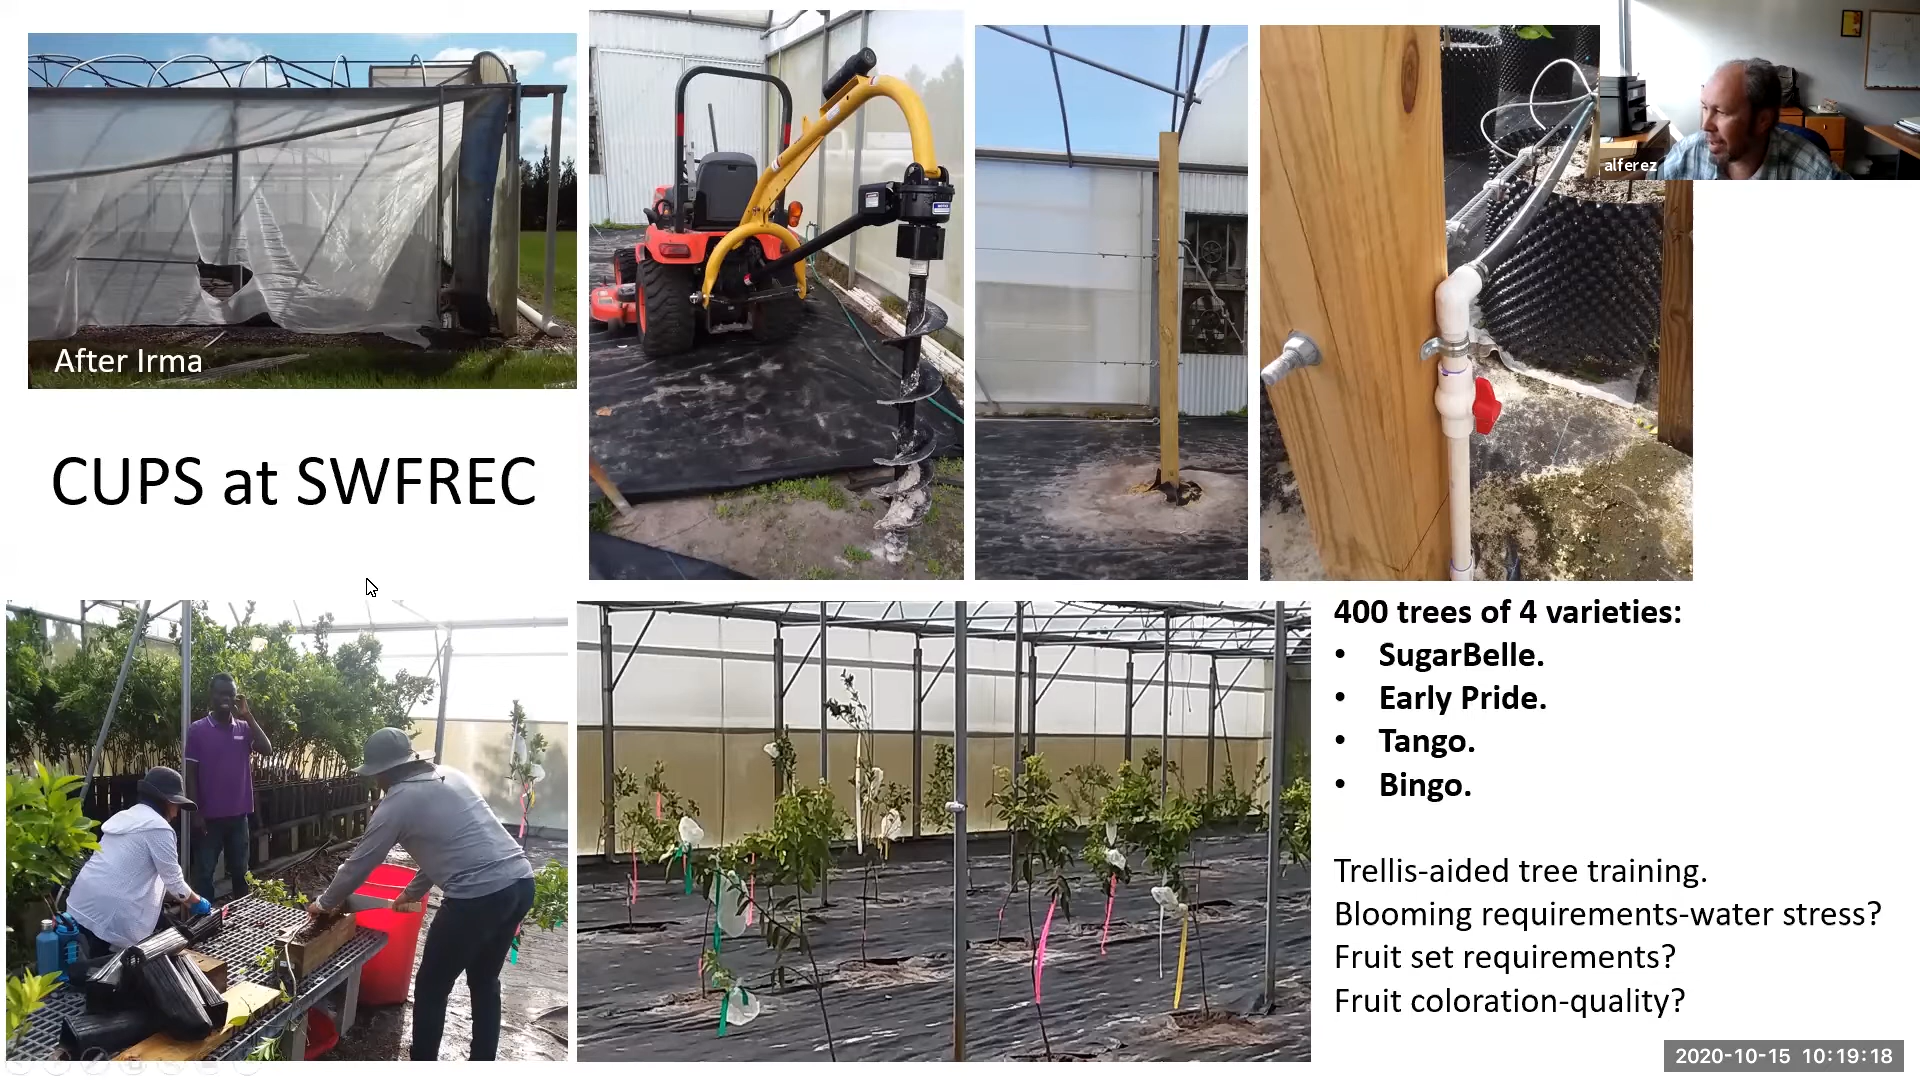 After Irma
alferez
CUPS at SWFREC
400 trees of 4 varieties:
• SugarBelle.
• Early Pride.
• Tango.
• Bingo.
Trellis-aided tree training.
Blooming requirements-water stress?
Fruit set requirements?
Fruit coloration-quality?
2020-10-15 10:19:18